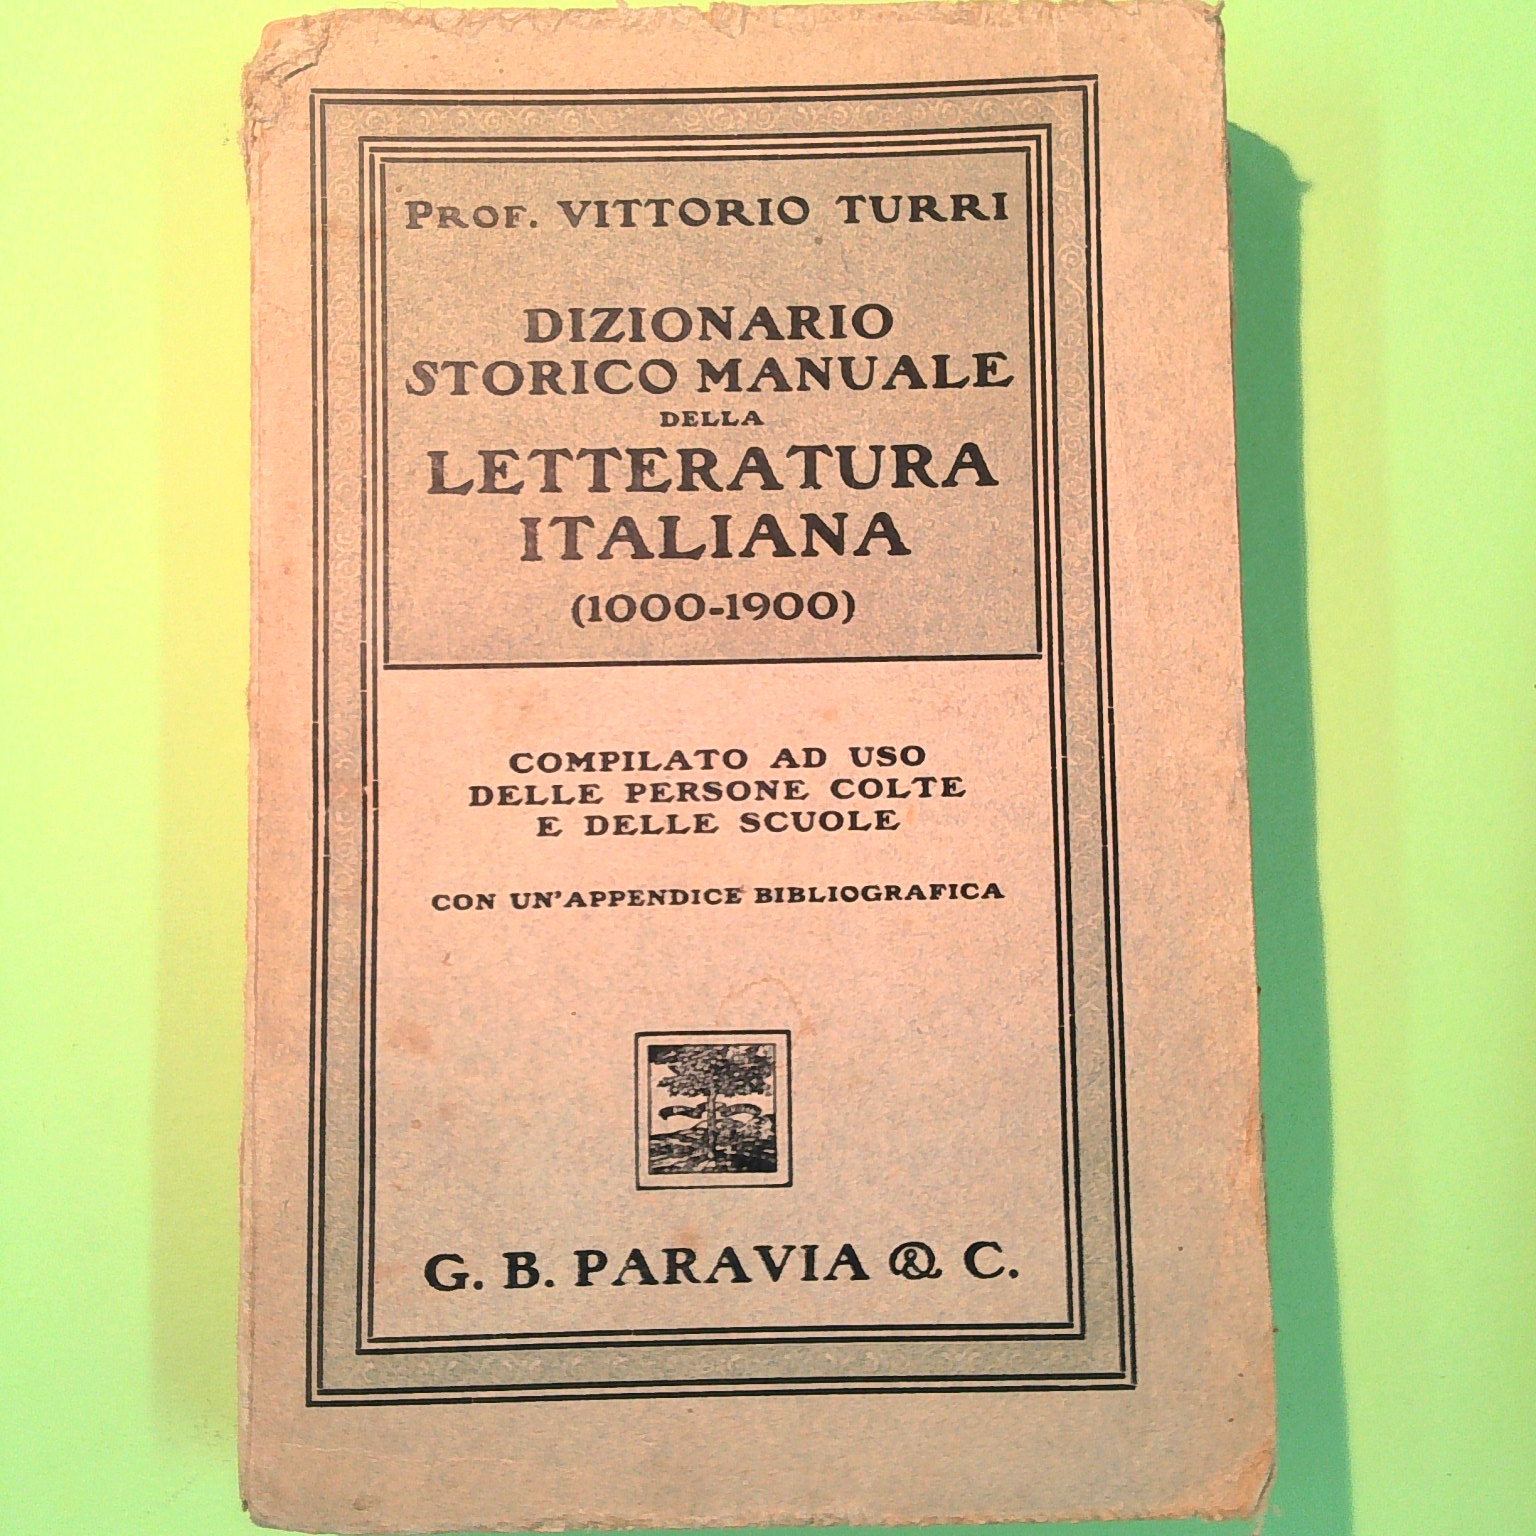 PROF. VITTORIO TURRI
DIZIONARIO
STORICO MANUALE
DELLA
LETTERATURA
ITALIANA
(1000-1900)
COMPILATO AD USO
DELLE PERSONE COLTE
E DELLE SCUOLE
CON UN'APPENDICE BIBLIOGRAFICA
G. B. PARAVIA & C.